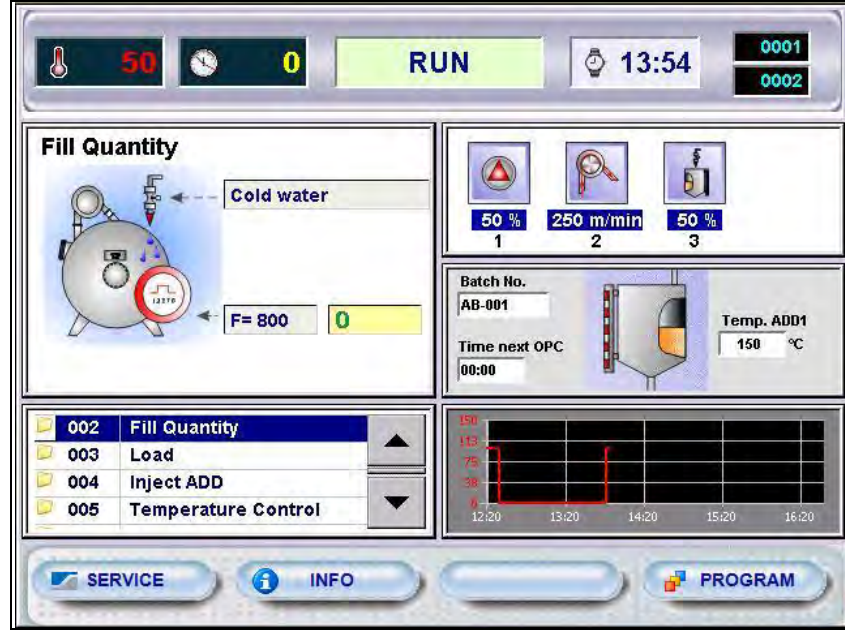 50
0
RUN
13:54
0001
0002
Fill Quantity
Cold water
F= 800
0
50 %
250 m/min
50 %
1
2
3
Batch No.
AB-001
Time next OPC
00:00
Temp. ADD1
150 ºC
002 Fill Quantity
003 Load
004 Inject ADD
005 Temperature Control
150
113
75
38
12:20 13:20 14:20 15:20 16:20
SERVICE
INFO
PROGRAM